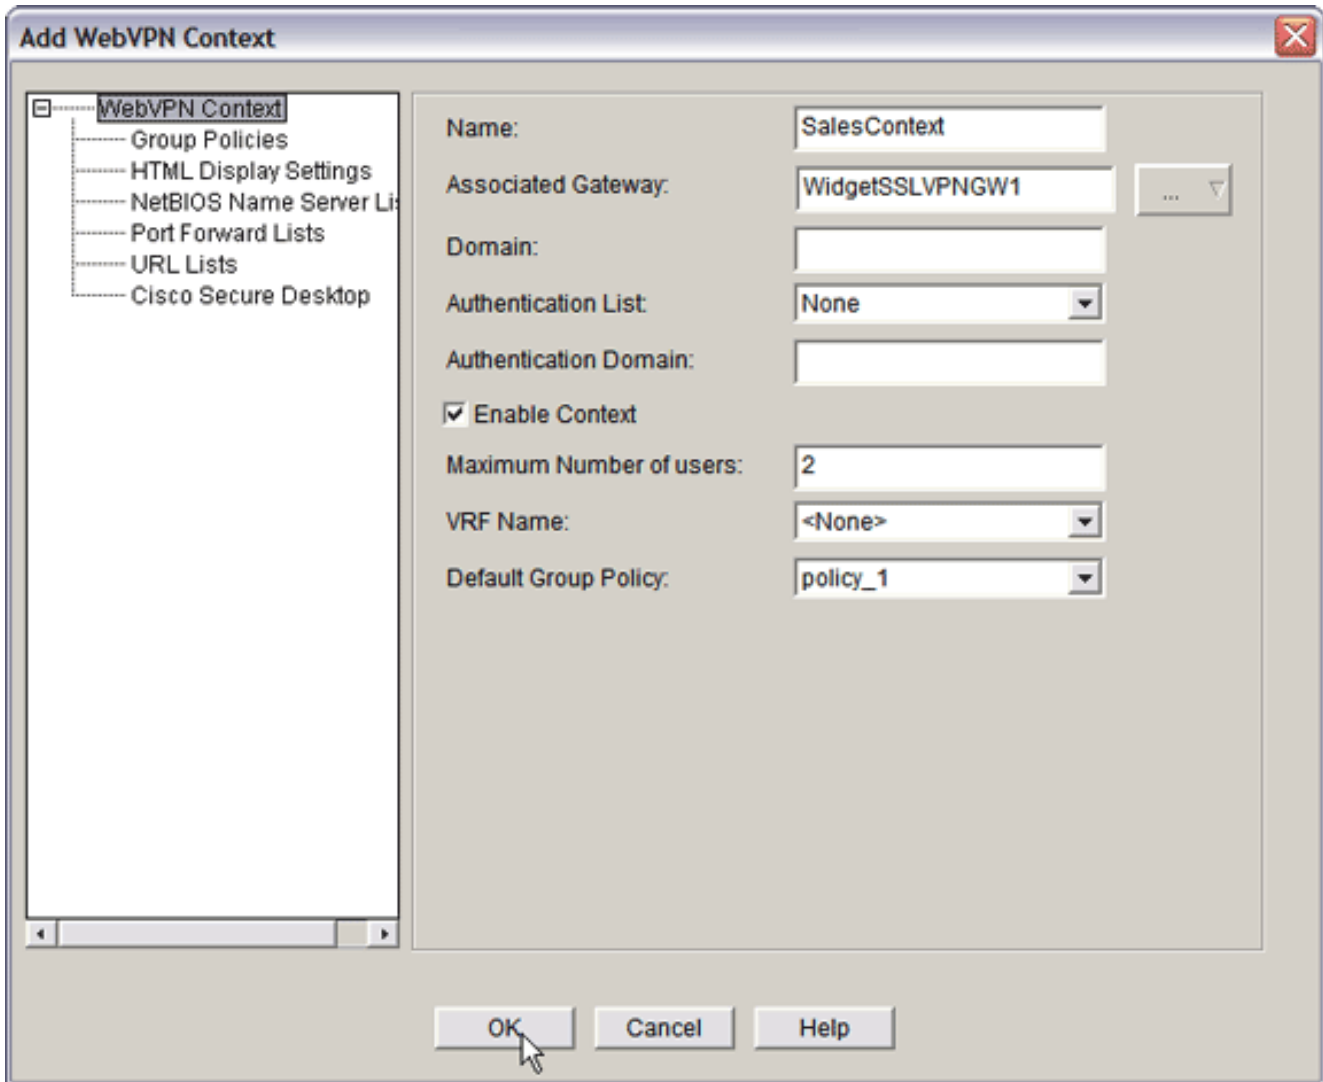 Add WebVPN Context
WebVPN Context
Group Policies
HTML Display Settings
NetBIOS Name Server Li
Port Forward Lists
URL Lists
Cisco Secure Desktop
Name: SalesContext
Associated Gateway: WidgetSSLVPNGW1 ...
Domain:
Authentication List: None
Authentication Domain:
Enable Context
Maximum Number of users: 2
VRF Name: <None>
Default Group Policy: policy_1
OK Cancel Help